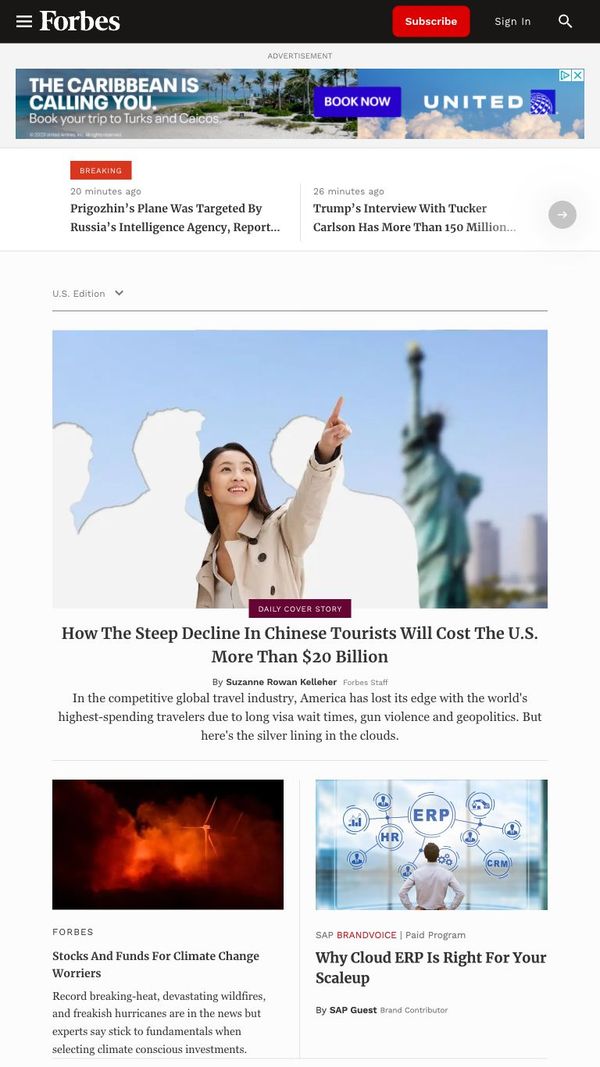 Forbes
Subscribe
Sign In
ADVERTISEMENT
THE CARIBBEAN IS
CALLING YOU.
Book your trip to Turks and Caicos.
BOOK NOW
UNITED
BREAKING
20 minutes ago
Prigozhin's Plane Was Targeted By
Russia's Intelligence Agency, Report...
26 minutes ago
Trump's Interview With Tucker
Carlson Has More Than 150 Million...
U.S. Edition
DAILY COVER STORY
How The Steep Decline In Chinese Tourists Will Cost The U.S.
More Than $20 Billion
By Suzanne Rowan Kelleher Forbes Staff
In the competitive global travel industry, America has lost its edge with the world's
highest-spending travelers due to long visa wait times, gun violence and geopolitics. But
here's the silver lining in the clouds.
FORBES
Stocks And Funds For Climate Change
Worriers
Record breaking-heat, devastating wildfires,
and freakish hurricanes are in the news but
experts say stick to fundamentals when
selecting climate conscious investments.
ERP
HR
CRM
SAP BRANDVOICE | Paid Program
Why Cloud ERP Is Right For Your
Scaleup
By SAP Guest Brand Contributor